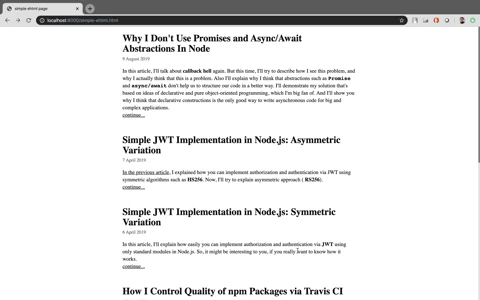 simple ehtml page
localhost:8000/simple-ehtml.html
Why I Don't Use Promises and Async/Await
Abstractions In Node
9 August 2019
In this article, I'll talk about callback hell again. But this time, I'll try to describe how I see this problem, and
why I actually think that this is a problem. Also I'll explain why I think that abstractions such as Promise
and async/await don't help us to structure our code in a better way. I'll demonstrate my solution that's
based on ideas of declarative and pure object-oriented programming, which I'm big fan of. And I'll show you
why I think that declarative constructions is the only good way to write asynchronous code for big and
complex applications.
continue...
Simple JWT Implementation in Node.js: Asymmetric
Variation
7 April 2019
In the previous article, I explained how you can implement authorization and authentication via JWT using
symmetric algorithms such as HS256. Now, I'll try to explain asymmetric approach ( RS256).
continue...
Simple JWT Implementation in Node.js: Symmetric
Variation
6 April 2019
In this article, I'll explain how easily you can implement authorization and authentication via JWT using
only standard modules in Node.js. So, it might be interesting to you, if you really want to know how it
works.
continue...
How I Control Quality of npm Packages via Travis CI